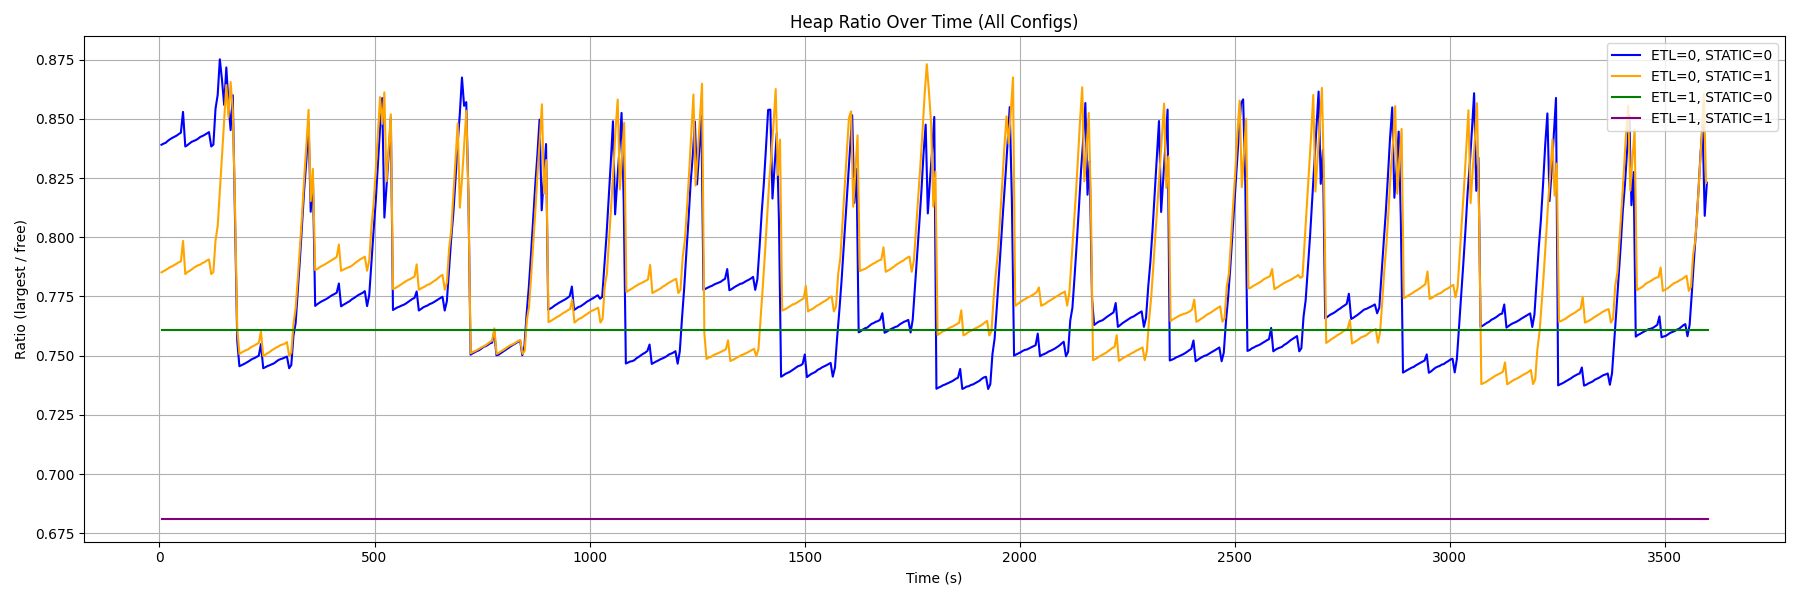 Heap Ratio Over Time (All Configs)
ETL=0, STATIC=0
ETL=0, STATIC=1
ETL=1, STATIC=0
ETL=1, STATIC=1
Ratio (largest / free)
0.875
0.850
0.825
0.800
0.775
0.750
0.725
0.700
0.675
0 500 1000 1500 2000 2500 3000 3500
Time (s)